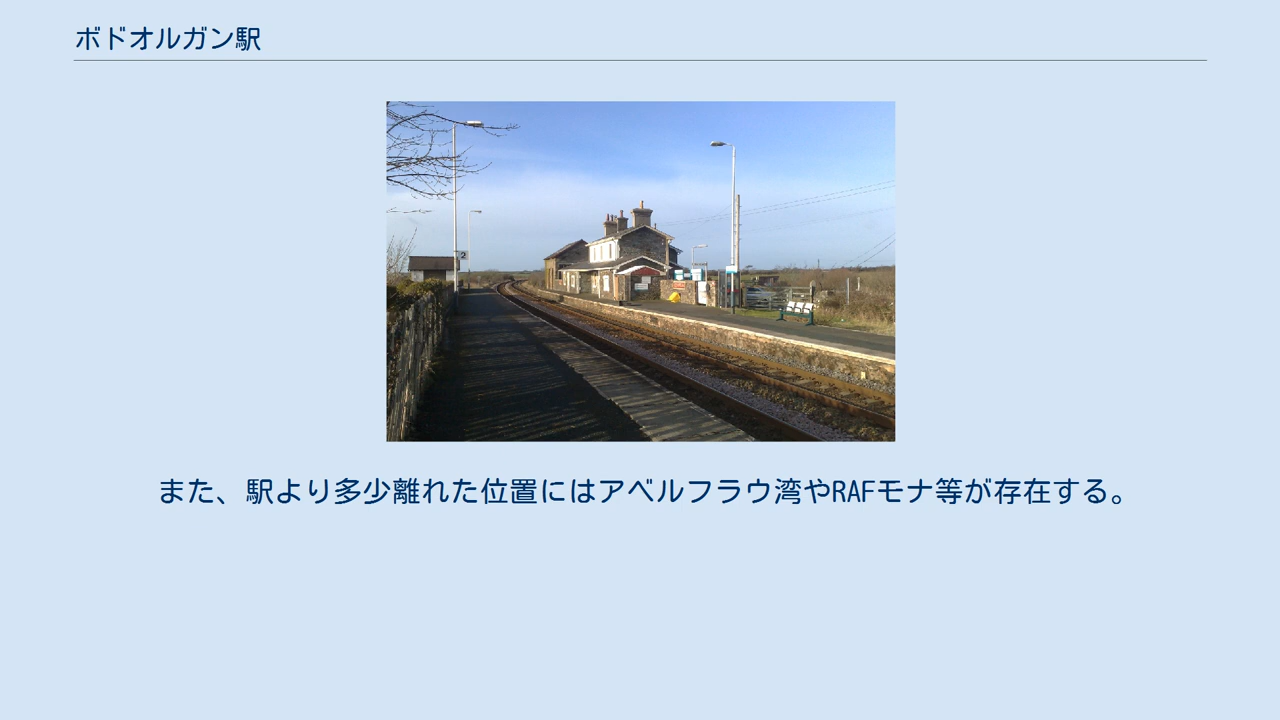 ボドオルガン駅
2
また、駅より多少離れた位置にはアベルフラウ湾やRAFモナ等が存在する。